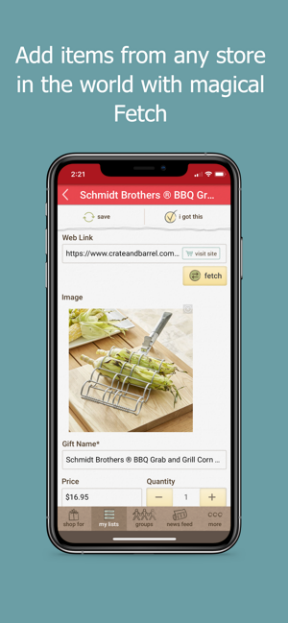 Add items from any store
in the world with magical
Fetch
2:21
Schmidt Brothers ® BBQ Gr...
save
i got this
Web Link
https://www.crateandbarrel.com...
visit site
fetch
Image
Gift Name*
Schmidt Brothers ® BBQ Grab and Grill Corn ...
Price
Quantity
$16.95
− 1 +
shop for
my lists
groups
news feed
more